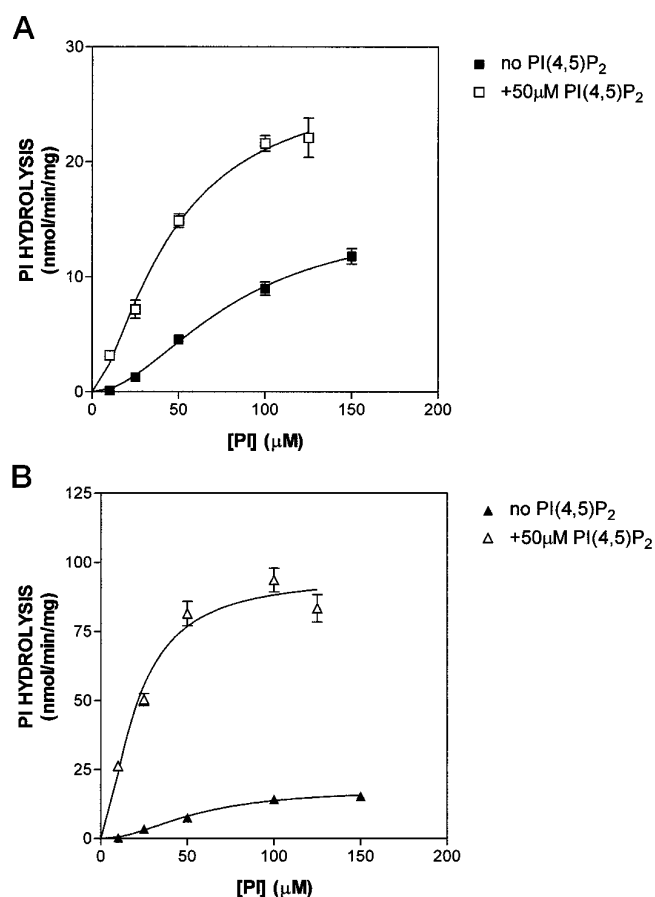 A
30
20
10
0
0 50 100 150 200
PI HYDROLYSIS
(nmol/min/mg)
[PI] (μM)
no PI(4,5)P₂
+50μM PI(4,5)P₂
B
125
100
75
50
25
0
0 50 100 150 200
PI HYDROLYSIS
(nmol/min/mg)
[PI] (μM)
no PI(4,5)P₂
+50μM PI(4,5)P₂